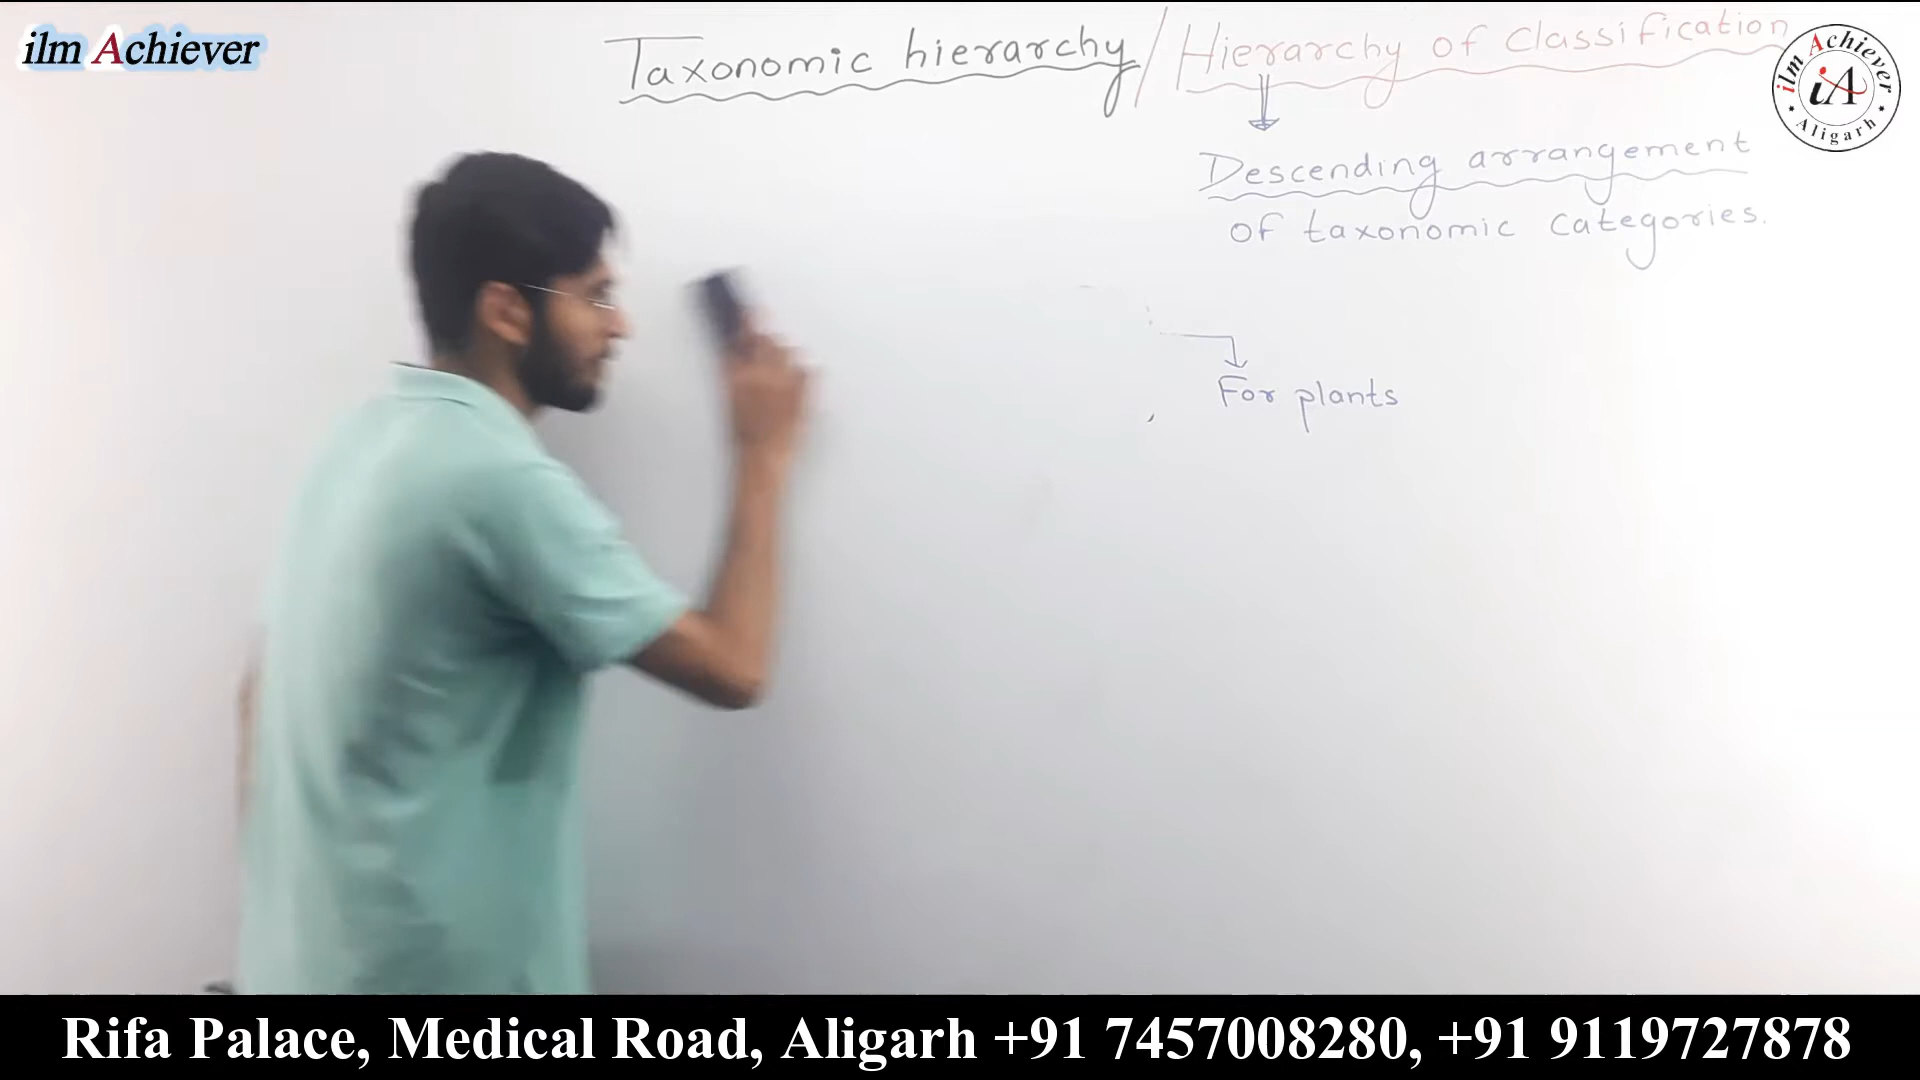 ilm Achiever
Taxonomic hierarchy / Hierarchy of classification
Descending arrangement
of taxonomic categories.
For plants
ilm Achiever
iA
Aligarh
Rifa Palace, Medical Road, Aligarh +91 7457008280, +91 9119727878